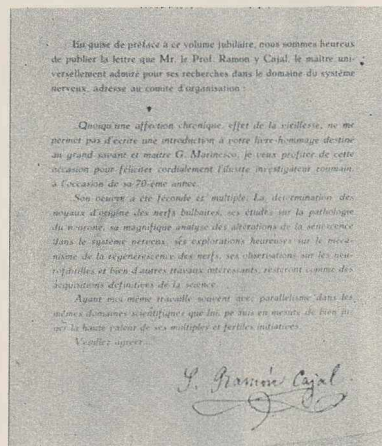 En guise de préface à ce volume jubilaire, nous sommes heureux
de publier la lettre que Mr. le Prof. Ramon y Cajal, le maître uni-
versellement admiré pour ses recherches dans le domaine du système
nerveux, adresse au comité d'organisation :
Quoiqu'une affection chronique, effet de la vieillesse, ne me
permet pas d'écrire une introduction à votre livre-hommage destiné
au grand savant et maître G. Marinesco, je veux profiter de cette
occasion pour féliciter cordialement l'illustre investigateur roumain,
à l'occasion de sa 70-ème année.
Son oeuvre a été féconde et multiple: La détermination des
noyaux d'origine des nerfs bulbaires, ses études sur la pathologie
du neurone, sa magnifique analyse des altérations de la sénescence
dans le système nerveux, ses explorations heureuses sur le méca-
nisme de la régénérescence des nerfs, ses observations sur les neu-
rofibrilles et bien d'autres travaux intéressants, resteront comme des
acquisitions définitives de la science.
Ayant moi même travaillé souvent avec parallélisme dans les
mêmes domaines scientifiques que lui, je suis en mesure de bien ju-
ger la haute valeur de ses multiples et fertiles initiatives.
Veuillez agréer...
S. Ramón Cajal